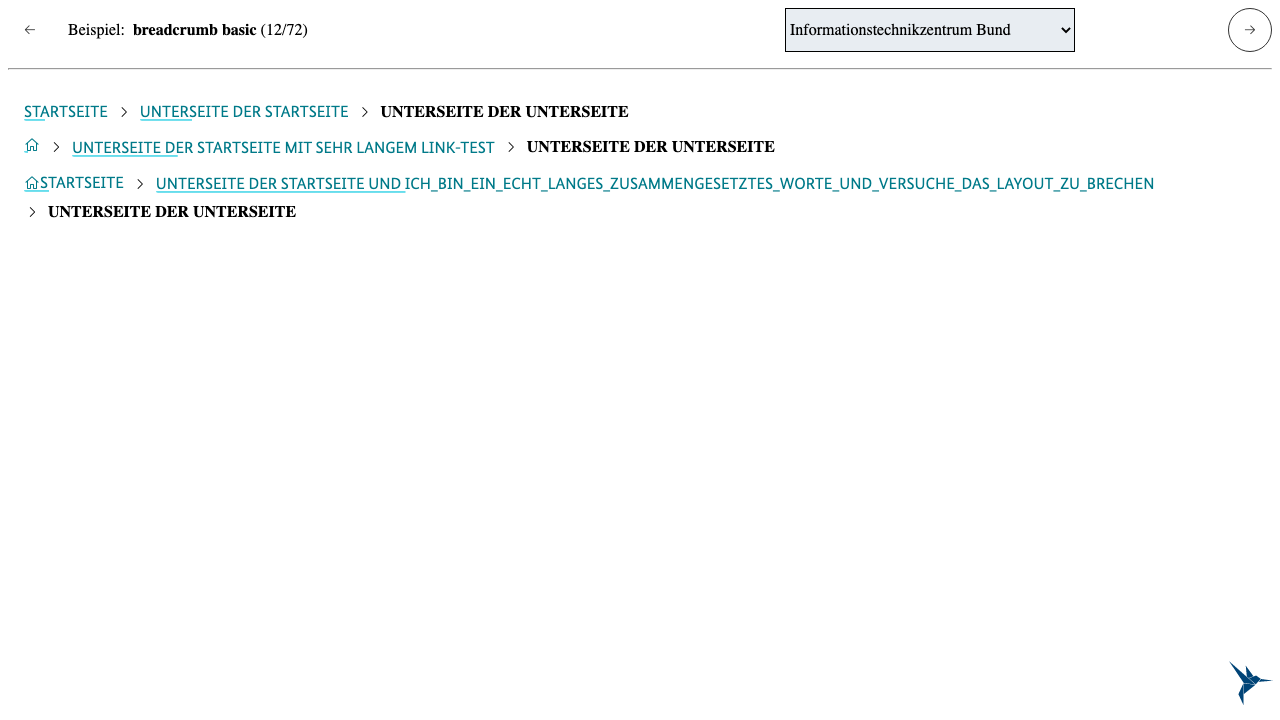 Beispiel: breadcrumb basic (12/72) Informationstechnikzentrum Bund
STARTSEITE UNTERSEITE DER STARTSEITE UNTERSEITE DER UNTERSEITE
UNTERSEITE DER STARTSEITE MIT SEHR LANGEM LINK-TEST UNTERSEITE DER UNTERSEITE
STARTSEITE UNTERSEITE DER STARTSEITE UND ICH_BIN_EIN_ECHT_LANGES_ZUSAMMENGESETZTES_WORTE_UND_VERSUCHE_DAS_LAYOUT_ZU_BRECHEN
UNTERSEITE DER UNTERSEITE